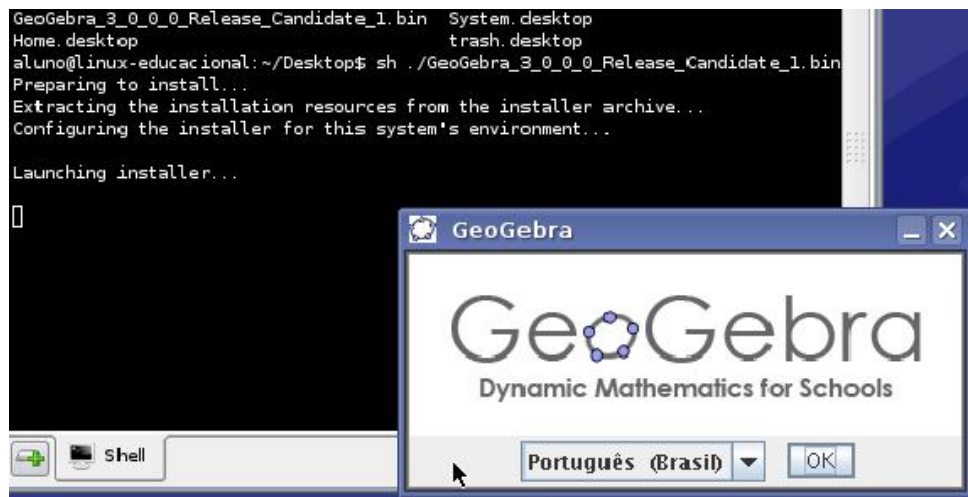 GeoGebra_3_0_0_0_Release_Candidate_1.bin System.desktop
Home.desktop trash.desktop
aluno@linux-educacional:~/Desktop$ sh ./GeoGebra_3_0_0_0_Release_Candidate_1.bin
Preparing to install...
Extracting the installation resources from the installer archive...
Configuring the installer for this system's environment...
Launching installer...
GeoGebra
GeoGebra
Dynamic Mathematics for Schools
Português (Brasil)
OK
Shell